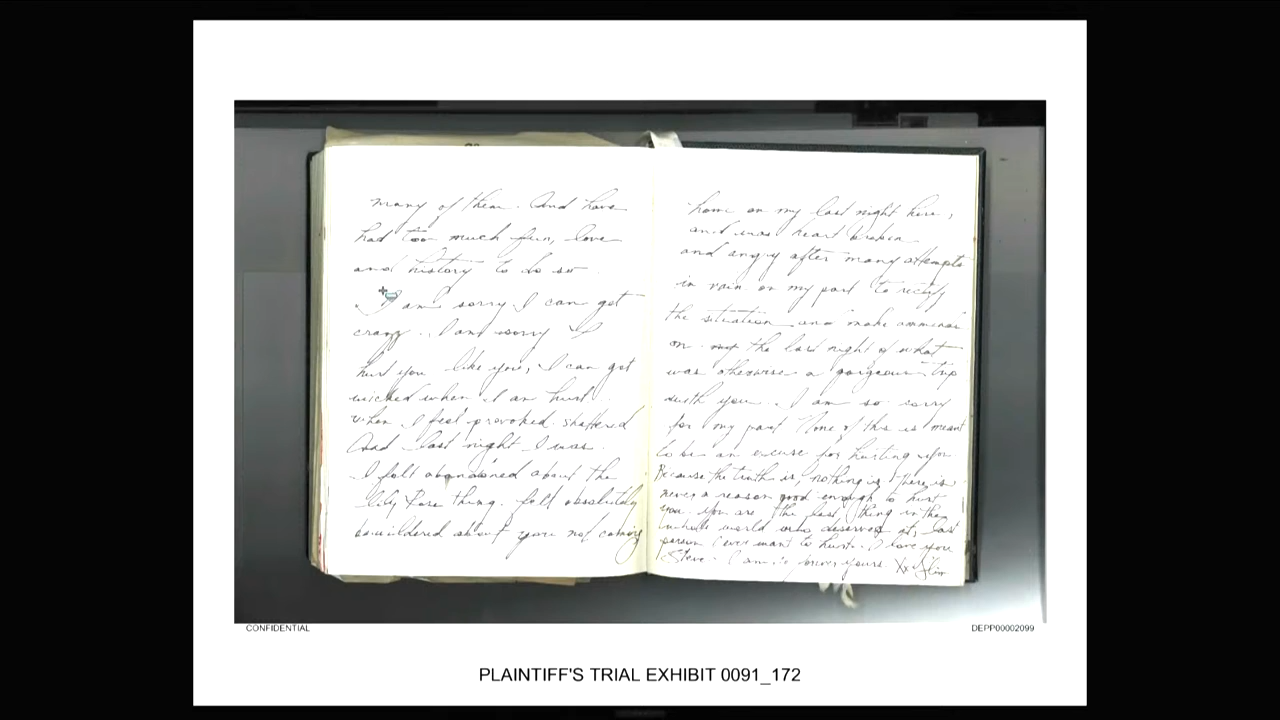 many of them. And have
had too much fun, love
and history to do so.
I am sorry I can get
crazy. I am sorry I
hurt you like you, I can get
wicked when I am hurt.
when I feel provoked. shattered
And last night I was.
I felt abandoned about the
Lily Rose thing. felt absolutely
bewildered about you not coming
home on my last night here,
and was heart broken
and angry after many attempts
in vain on my part to rectify
the situation and make ammends
on my the last night of what
was otherwise a gorgeous trip
with you. I am so sorry
for my part None of this is meant
to be an excuse for hurting you.
Because the truth is, nothing is, there is
never a reason good enough to hurt
you. You are the last thing in the
whole world who deserves it, last
person I ever want to hurt. I love you
Steve. I am forever yours Xx Slim
CONFIDENTIAL
DEPP00002099
PLAINTIFF'S TRIAL EXHIBIT 0091_172